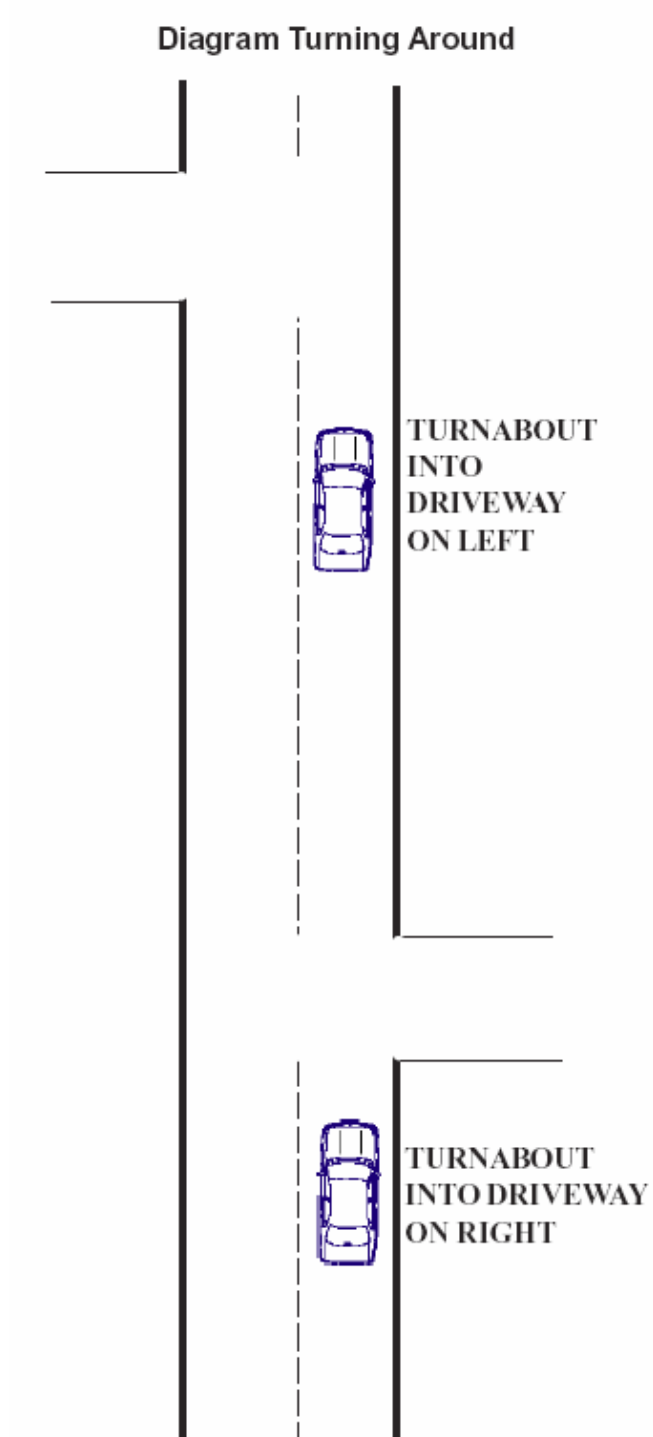 Diagram Turning Around
TURNABOUT
INTO
DRIVEWAY
ON LEFT
TURNABOUT
INTO DRIVEWAY
ON RIGHT